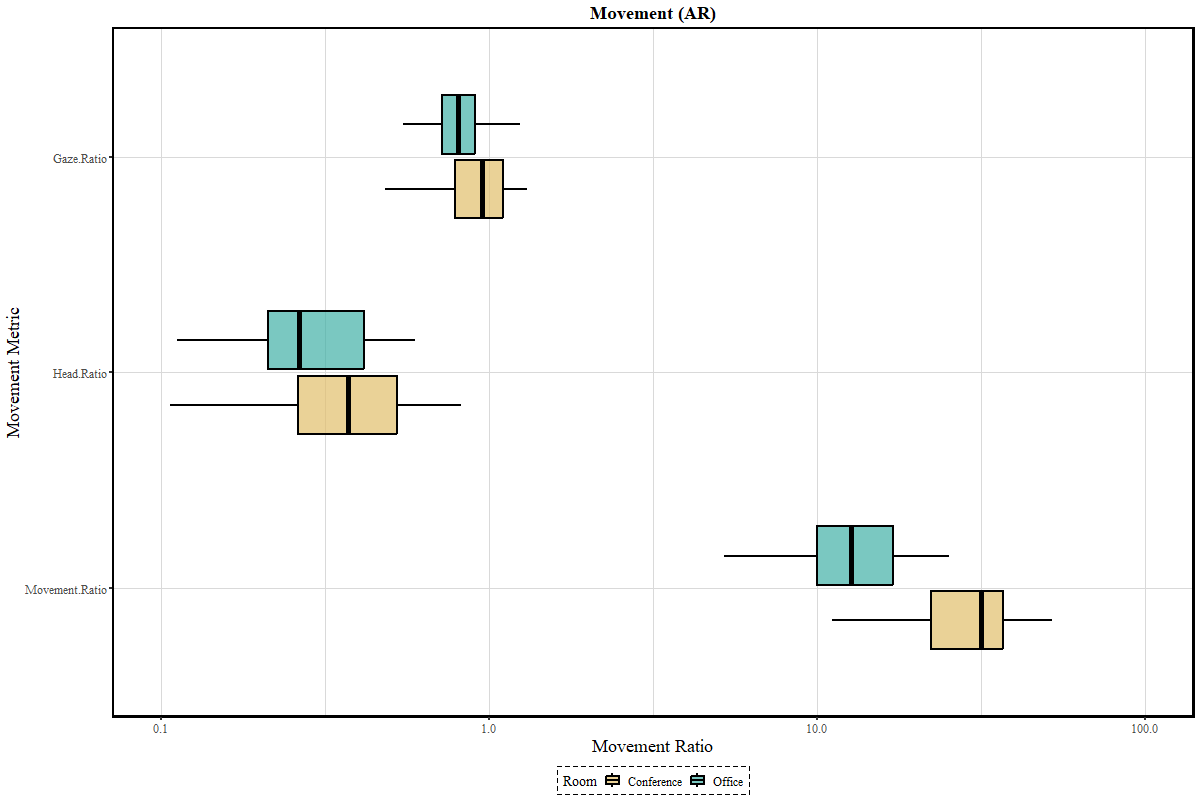 Movement (AR)
Movement Metric
Gaze.Ratio
Head.Ratio
Movement.Ratio
0.1 1.0 10.0 100.0
Movement Ratio
Room Conference Office